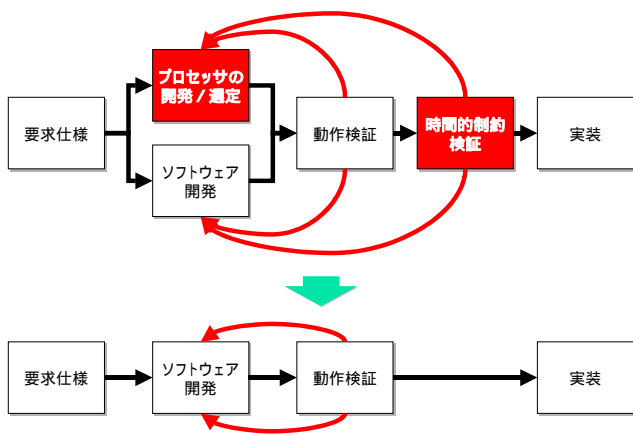 プロセッサの
開発／選定
要求仕様
動作検証
時間的制約
検証
実装
ソフトウェア
開発
要求仕様
ソフトウェア
開発
動作検証
実装